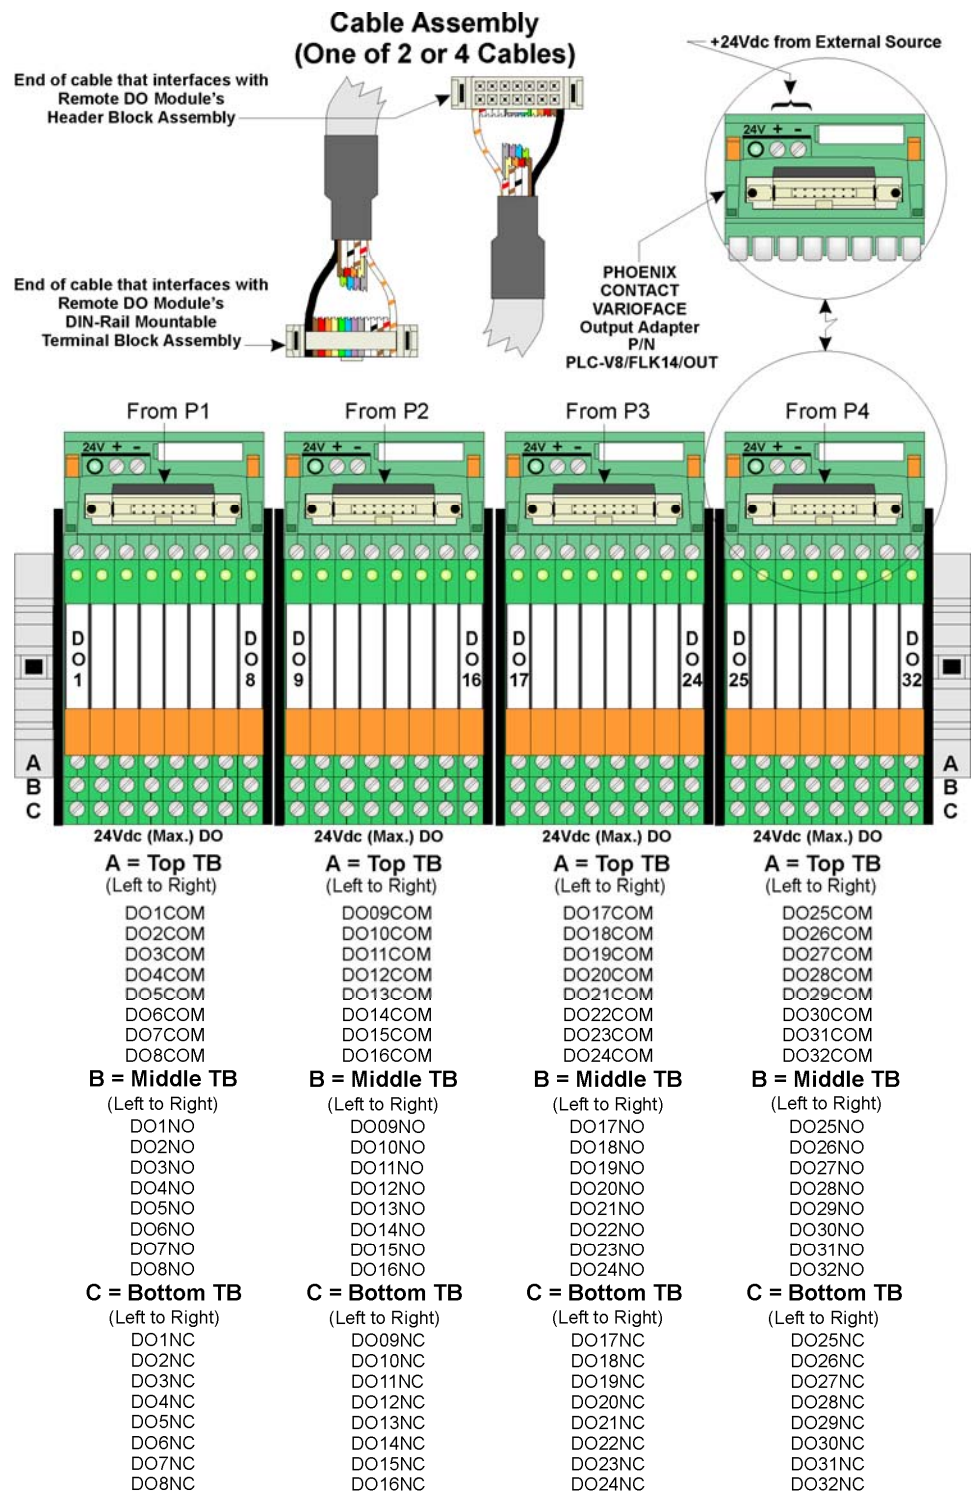 Cable Assembly
(One of 2 or 4 Cables)
+24Vdc from External Source
End of cable that interfaces with
Remote DO Module's
Header Block Assembly
24V + -
End of cable that interfaces with
Remote DO Module's
DIN-Rail Mountable
Terminal Block Assembly
PHOENIX
CONTACT
VARIOFACE
Output Adapter
P/N
PLC-V8/FLK14/OUT
From P1 From P2 From P3 From P4
24V + - 24V + - 24V + - 24V + -
DO1 DO8 DO9 DO16 DO17 DO24 DO25 DO32
A A
B B
C C
24Vdc (Max.) DO 24Vdc (Max.) DO 24Vdc (Max.) DO 24Vdc (Max.) DO
A = Top TB A = Top TB A = Top TB A = Top TB
(Left to Right) (Left to Right) (Left to Right) (Left to Right)
DO1COM DO09COM DO17COM DO25COM
DO2COM DO10COM DO18COM DO26COM
DO3COM DO11COM DO19COM DO27COM
DO4COM DO12COM DO20COM DO28COM
DO5COM DO13COM DO21COM DO29COM
DO6COM DO14COM DO22COM DO30COM
DO7COM DO15COM DO23COM DO31COM
DO8COM DO16COM DO24COM DO32COM
B = Middle TB B = Middle TB B = Middle TB B = Middle TB
(Left to Right) (Left to Right) (Left to Right) (Left to Right)
DO1NO DO09NO DO17NO DO25NO
DO2NO DO10NO DO18NO DO26NO
DO3NO DO11NO DO19NO DO27NO
DO4NO DO12NO DO20NO DO28NO
DO5NO DO13NO DO21NO DO29NO
DO6NO DO14NO DO22NO DO30NO
DO7NO DO15NO DO23NO DO31NO
DO8NO DO16NO DO24NO DO32NO
C = Bottom TB C = Bottom TB C = Bottom TB C = Bottom TB
(Left to Right) (Left to Right) (Left to Right) (Left to Right)
DO1NC DO09NC DO17NC DO25NC
DO2NC DO10NC DO18NC DO26NC
DO3NC DO11NC DO19NC DO27NC
DO4NC DO12NC DO20NC DO28NC
DO5NC DO13NC DO21NC DO29NC
DO6NC DO14NC DO22NC DO30NC
DO7NC DO15NC DO23NC DO31NC
DO8NC DO16NC DO24NC DO32NC